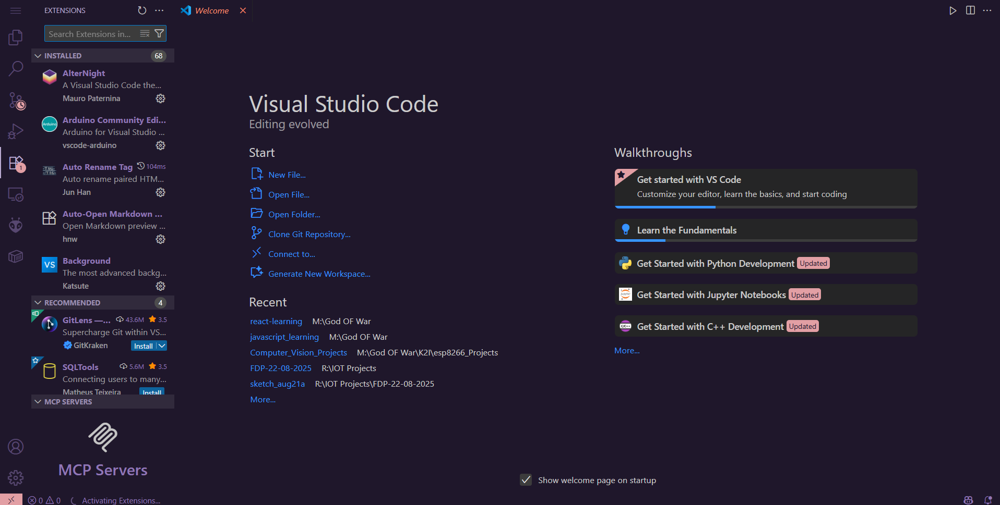 EXTENSIONS
Welcome
Search Extensions in...
INSTALLED 68
AlterNight
A Visual Studio Code the...
Mauro Paternina
Arduino
Arduino Community Edi...
Arduino for Visual Studio ...
vscode-arduino
TAG
TAG
Auto Rename Tag 104ms
Auto rename paired HTM...
Jun Han
1
Auto-Open Markdown ...
Open Markdown preview ...
hnw
VS
Background
The most advanced backg...
Katsute
RECOMMENDED 4
GitLens —... 43.6M 3.5
Supercharge Git within VS...
GitKraken Install
SQLTools 5.6M 3.5
Connecting users to many...
Matheus Teixeira Install
MCP SERVERS
MCP Servers
Visual Studio Code
Editing evolved
Start
New File...
Open File...
Open Folder...
Clone Git Repository...
Connect to...
Generate New Workspace...
Recent
react-learning M:\God OF War
javascript_learning M:\God OF War
Computer_Vision_Projects M:\God OF War\K2I\esp8266_Projects
FDP-22-08-2025 R:\IOT Projects
sketch_aug21a R:\IOT Projects\FDP-22-08-2025
More...
Walkthroughs
Get started with VS Code
Customize your editor, learn the basics, and start coding
Learn the Fundamentals
Get Started with Python Development Updated
jupyter
Get Started with Jupyter Notebooks Updated
C/C++
Get Started with C++ Development Updated
More...
Show welcome page on startup
0 0 Activating Extensions...